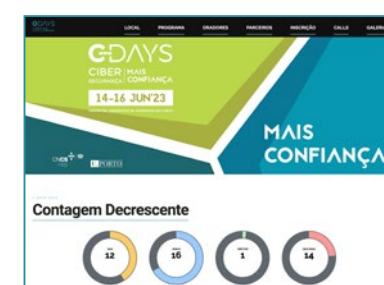 C-DAYS
LOCAL PROGRAMA ORADORES PARCEIROS INSCRIÇÃO CALLS GALERIA
C-DAYS
CIBER MAIS
SEGURANÇA CONFIANÇA
14-16 JUN'23
MAIS
CONFIANÇA
CNCS
U.PORTO
Contagem Decrescente
12
16
1
14